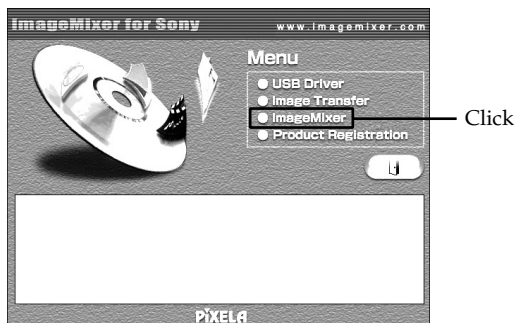 ImageMixer for Sony
www.imagemixer.com
Menu
USB Driver
Image Transfer
ImageMixer
Click
Product Registration
PIXELA